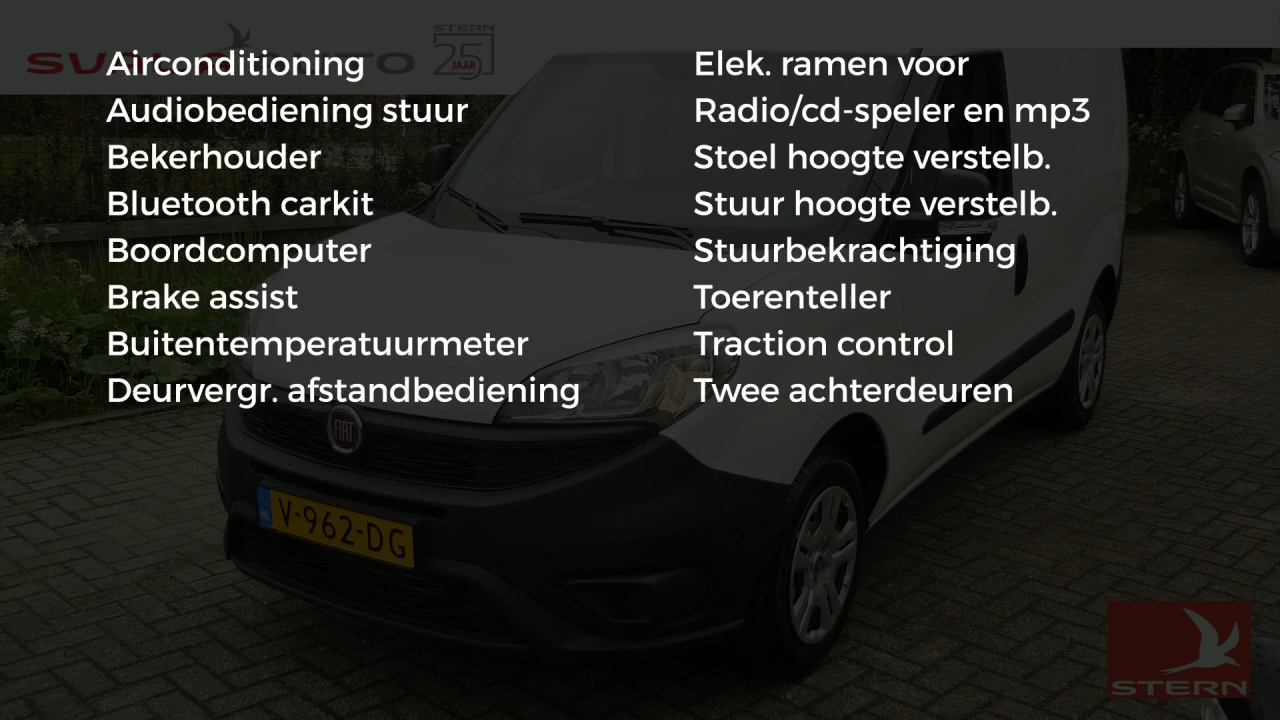 STERN
25
JAAR
Airconditioning
Audiobediening stuur
Bekerhouder
Bluetooth carkit
Boordcomputer
Brake assist
Buitentemperatuurmeter
Deurvergr. afstandbediening
Elek. ramen voor
Radio/cd-speler en mp3
Stoel hoogte verstelb.
Stuur hoogte verstelb.
Stuurbekrachtiging
Toerenteller
Traction control
Twee achterdeuren
FIAT
NL
V-962-DG
STERN